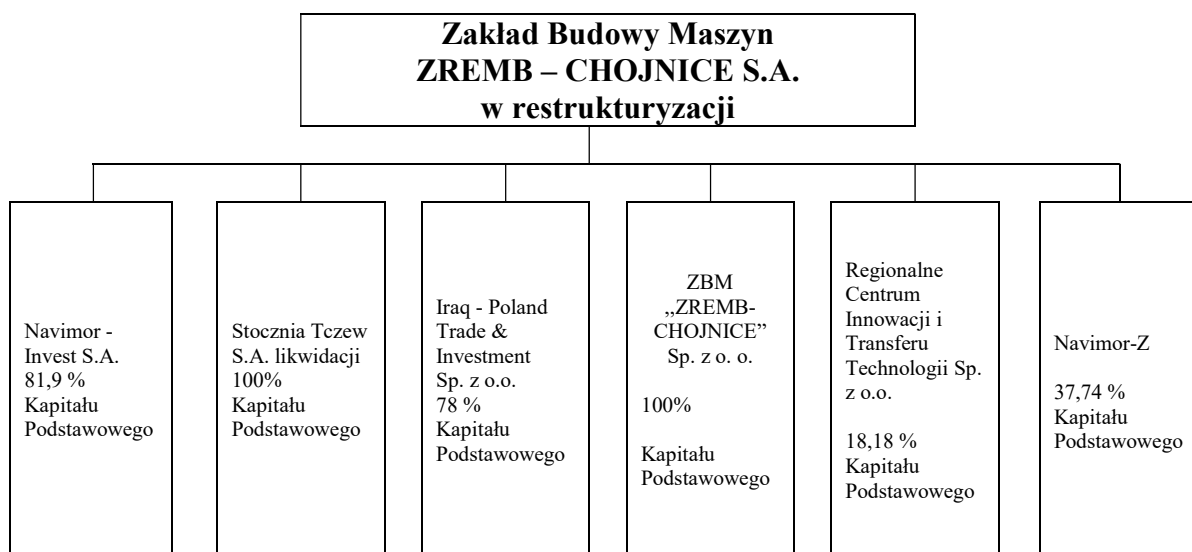 Zakład Budowy Maszyn
ZREMB – CHOJNICE S.A.
w restrukturyzacji
Navimor -
Invest S.A.
81,9 %
Kapitału
Podstawowego
Stocznia Tczew
S.A. likwidacji
100%
Kapitału
Podstawowego
Iraq - Poland
Trade &
Investment
Sp. z o.o.
78 %
Kapitału
Podstawowego
ZBM
„ZREMB-
CHOJNICE”
Sp. z o. o.
100%
Kapitału
Podstawowego
Regionalne
Centrum
Innowacji i
Transferu
Technologii Sp.
z o.o.
18,18 %
Kapitału
Podstawowego
Navimor-Z
37,74 %
Kapitału
Podstawowego